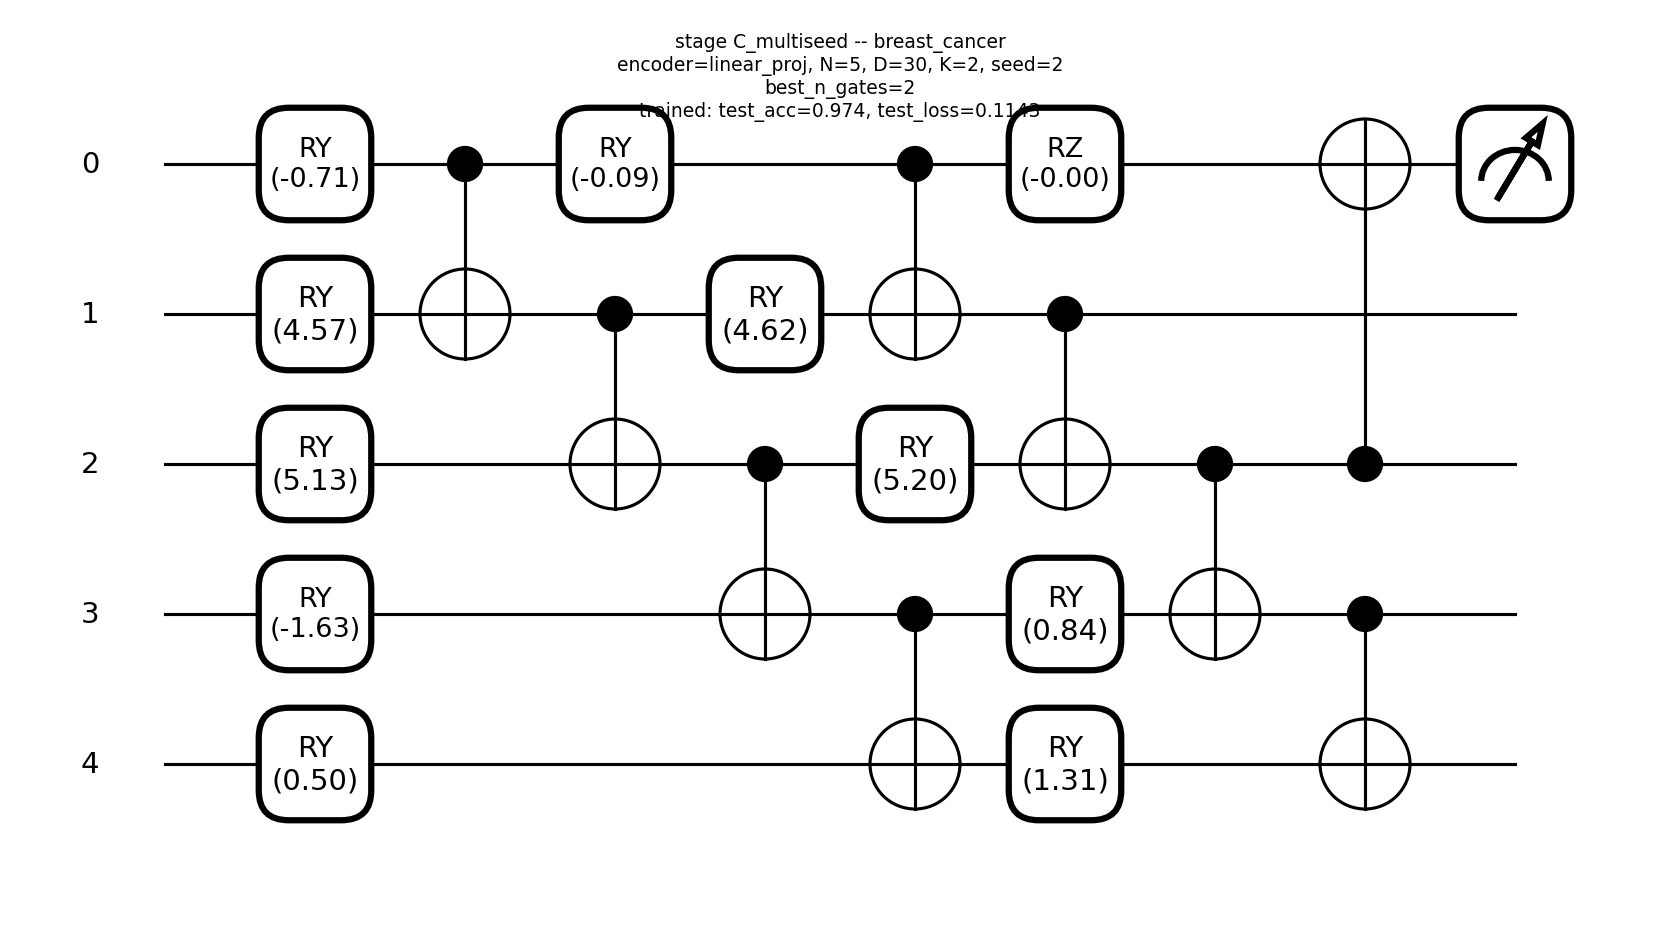 stage C_multiseed -- breast_cancer
encoder=linear_proj, N=5, D=30, K=2, seed=2
best_n_gates=2
trained: test_acc=0.974, test_loss=0.1143
0
RY
(-0.71)
RY
(-0.09)
RZ
(-0.00)
1
RY
(4.57)
RY
(4.62)
2
RY
(5.13)
RY
(5.20)
3
RY
(-1.63)
RY
(0.84)
4
RY
(0.50)
RY
(1.31)